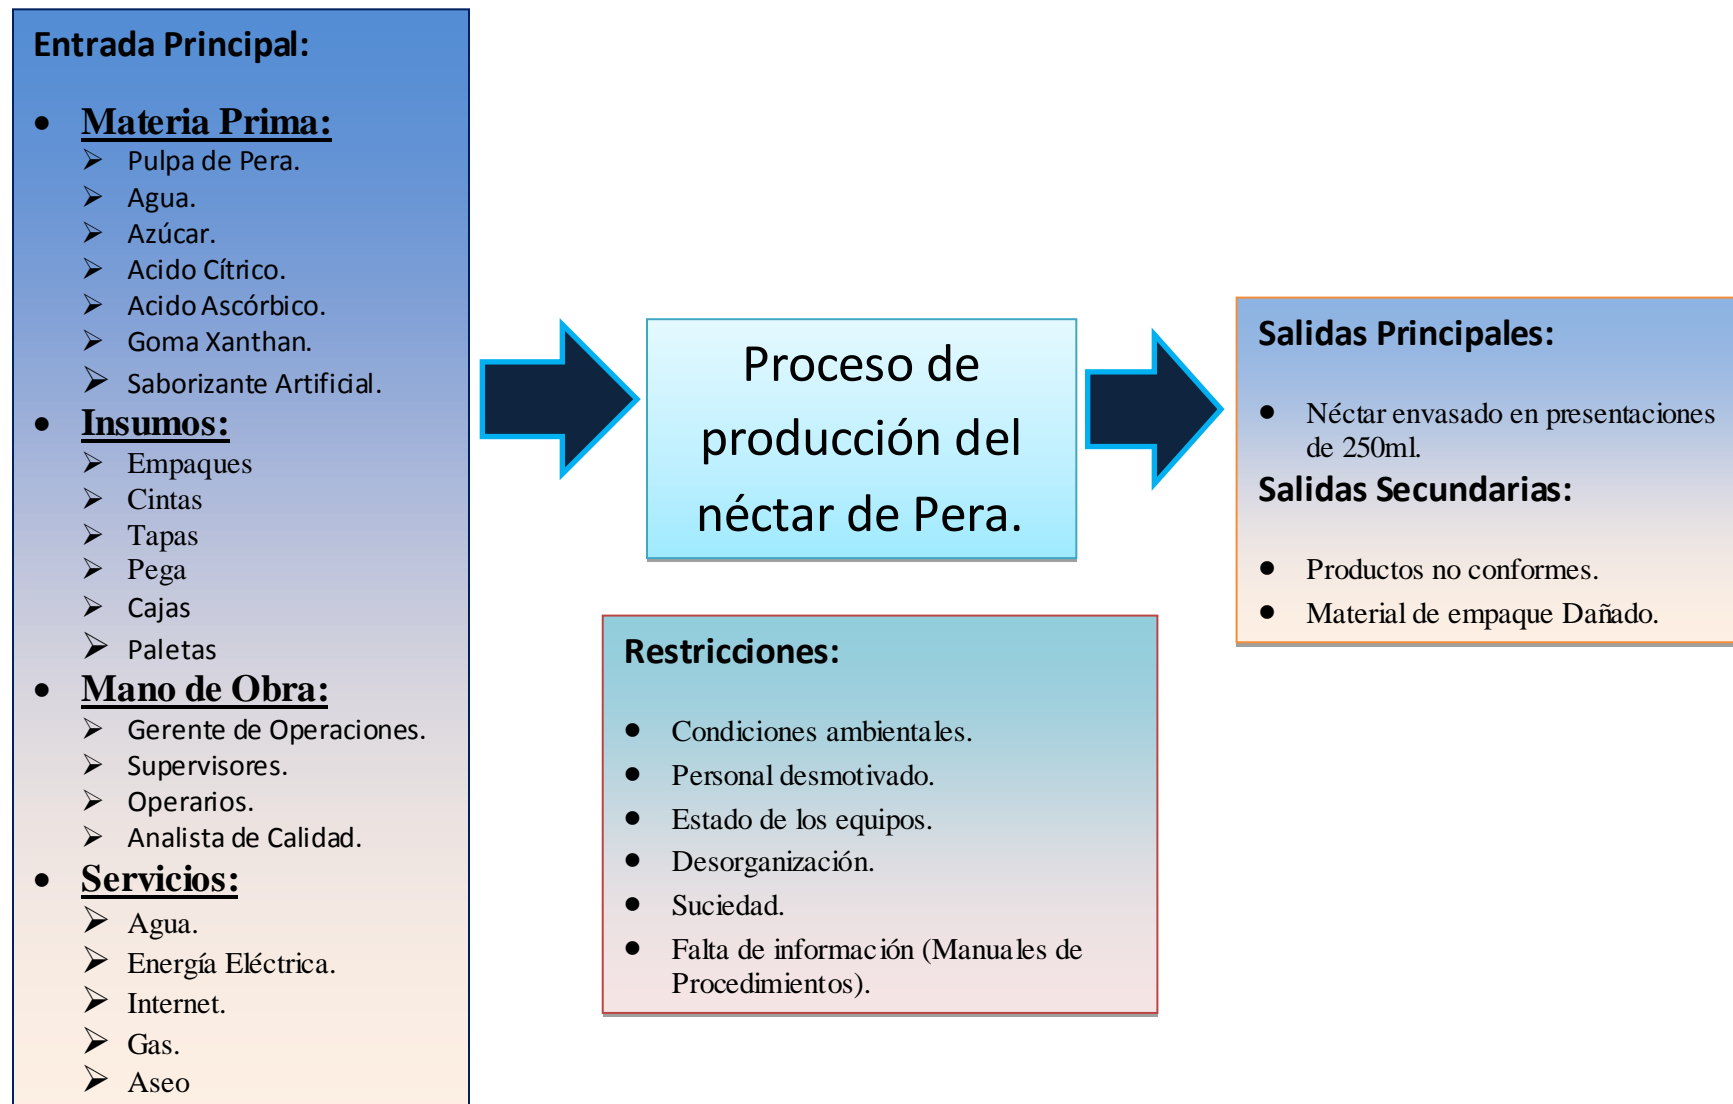 Entrada Principal:
• Materia Prima:
➢ Pulpa de Pera.
➢ Agua.
➢ Azúcar.
➢ Acido Cítrico.
➢ Acido Ascórbico.
➢ Goma Xanthan.
➢ Saborizante Artificial.
• Insumos:
➢ Empaques
➢ Cintas
➢ Tapas
➢ Pega
➢ Cajas
➢ Paletas
• Mano de Obra:
➢ Gerente de Operaciones.
➢ Supervisores.
➢ Operarios.
➢ Analista de Calidad.
• Servicios:
➢ Agua.
➢ Energía Eléctrica.
➢ Internet.
➢ Gas.
➢ Aseo
Proceso de
producción del
néctar de Pera.
Restricciones:
• Condiciones ambientales.
• Personal desmotivado.
• Estado de los equipos.
• Desorganización.
• Suciedad.
• Falta de información (Manuales de
Procedimientos).
Salidas Principales:
• Néctar envasado en presentaciones
de 250ml.
Salidas Secundarias:
• Productos no conformes.
• Material de empaque Dañado.